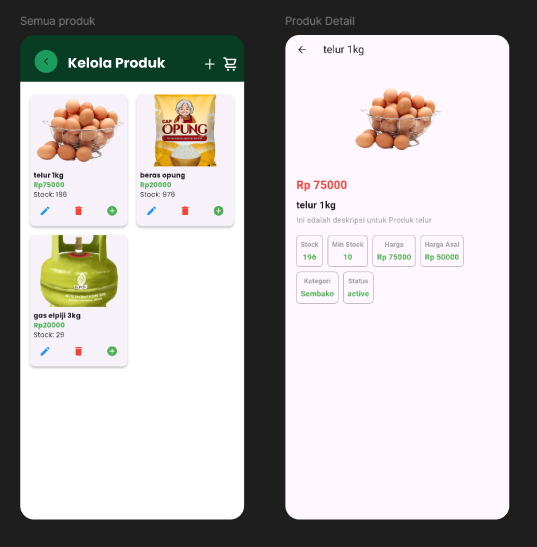 Semua produk
Kelola Produk
CAP
OPUNG
telur 1kg
Rp75000
Stock: 196
beras opung
Rp20000
Stock: 976
gas elpiji 3kg
Rp20000
Stock: 29
Produk Detail
telur 1kg
Rp 75000
telur 1kg
Ini adalah deskripsi untuk Produk telur
Stock
196
Min Stock
10
Harga
Rp 75000
Harga Asal
Rp 50000
Kategori
Sembako
Status
active